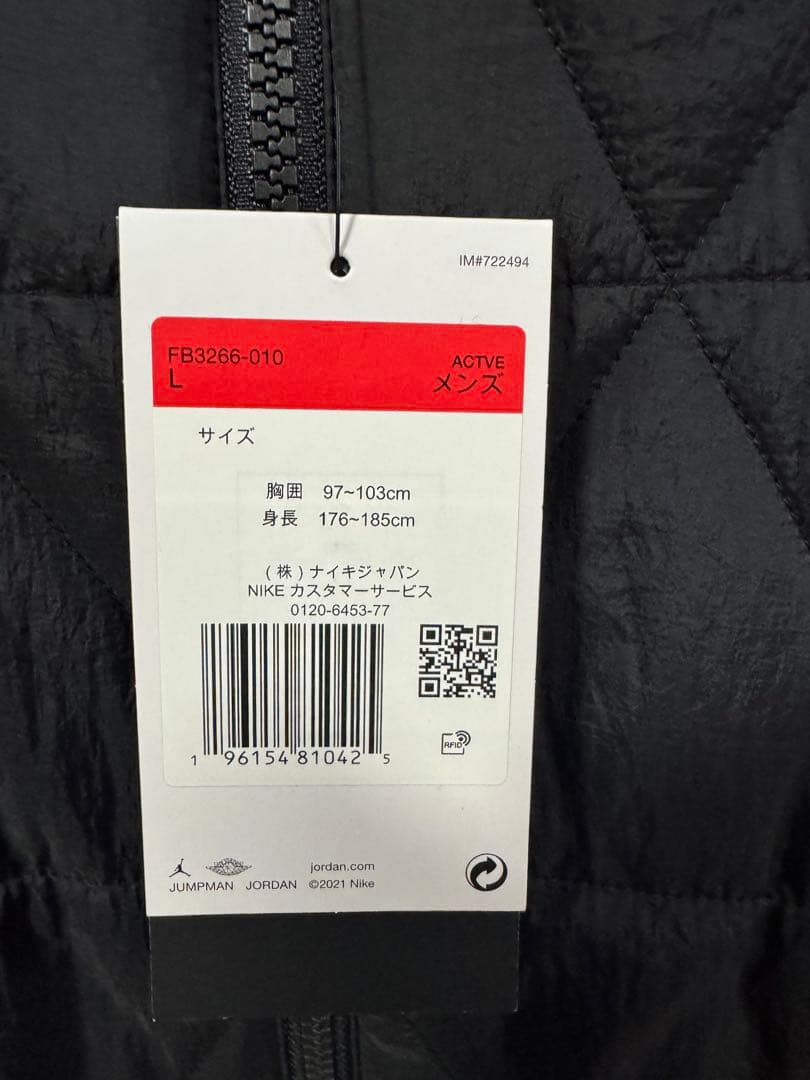 IM#722494
FB3266-010
L
ACTVE
メンズ
サイズ
胸囲 97~103cm
身長 176~185cm
(株)ナイキジャパン
NIKE カスタマーサービス
0120-6453-77
1 96154 81042 5
RFID
jordan.com
JUMPMAN JORDAN ©2021 Nike